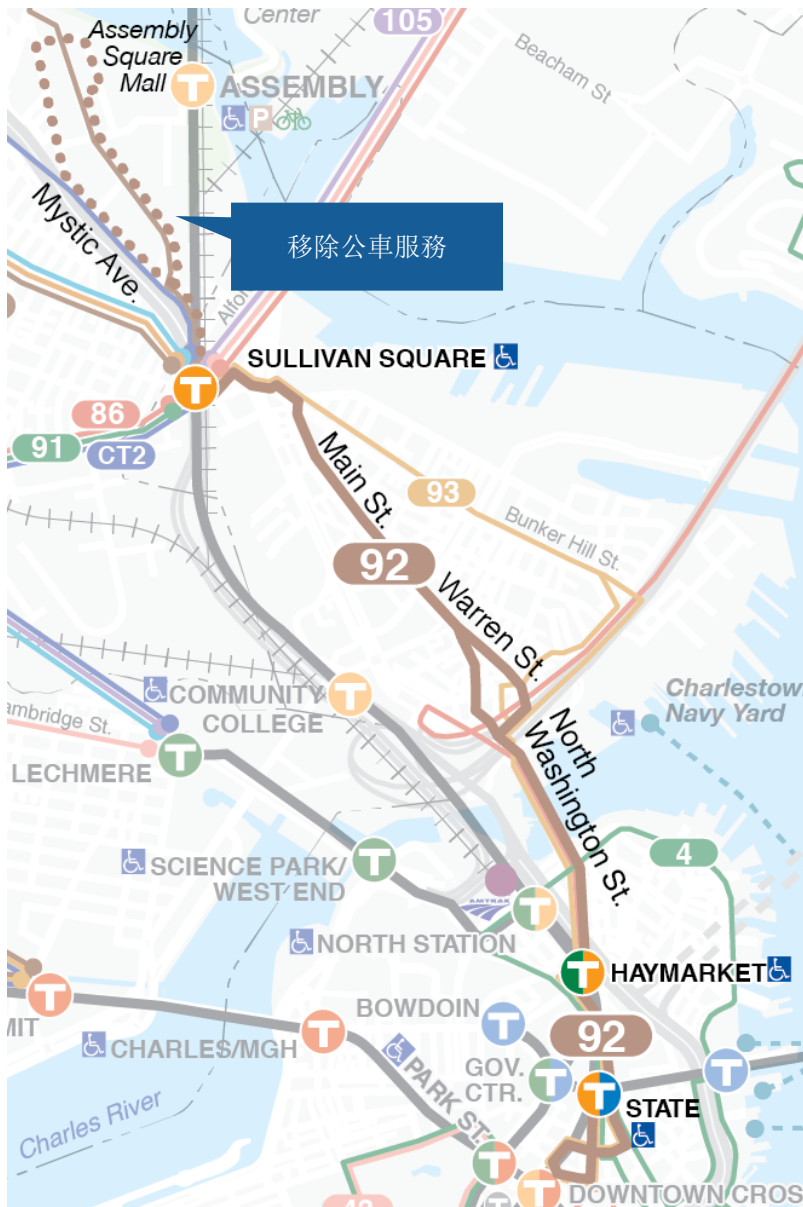 Assembly
Square
Mall
Center
105
ASSEMBLY
P
Beacham St
Mystic Ave.
移除公車服務
SULLIVAN SQUARE
86
91
CT2
Main St.
93
Bunker Hill St.
92
Warren St.
COMMUNITY
COLLEGE
Charlestow
Navy Yard
ambridge St.
LECHMERE
North
Washington St.
4
SCIENCE PARK/
WEST END
AMTRAK
NORTH STATION
HAYMARKET
MIT
BOWDOIN
92
CHARLES/MGH
PARK ST.
GOV.
CTR.
STATE
Charles River
DOWNTOWN CROS